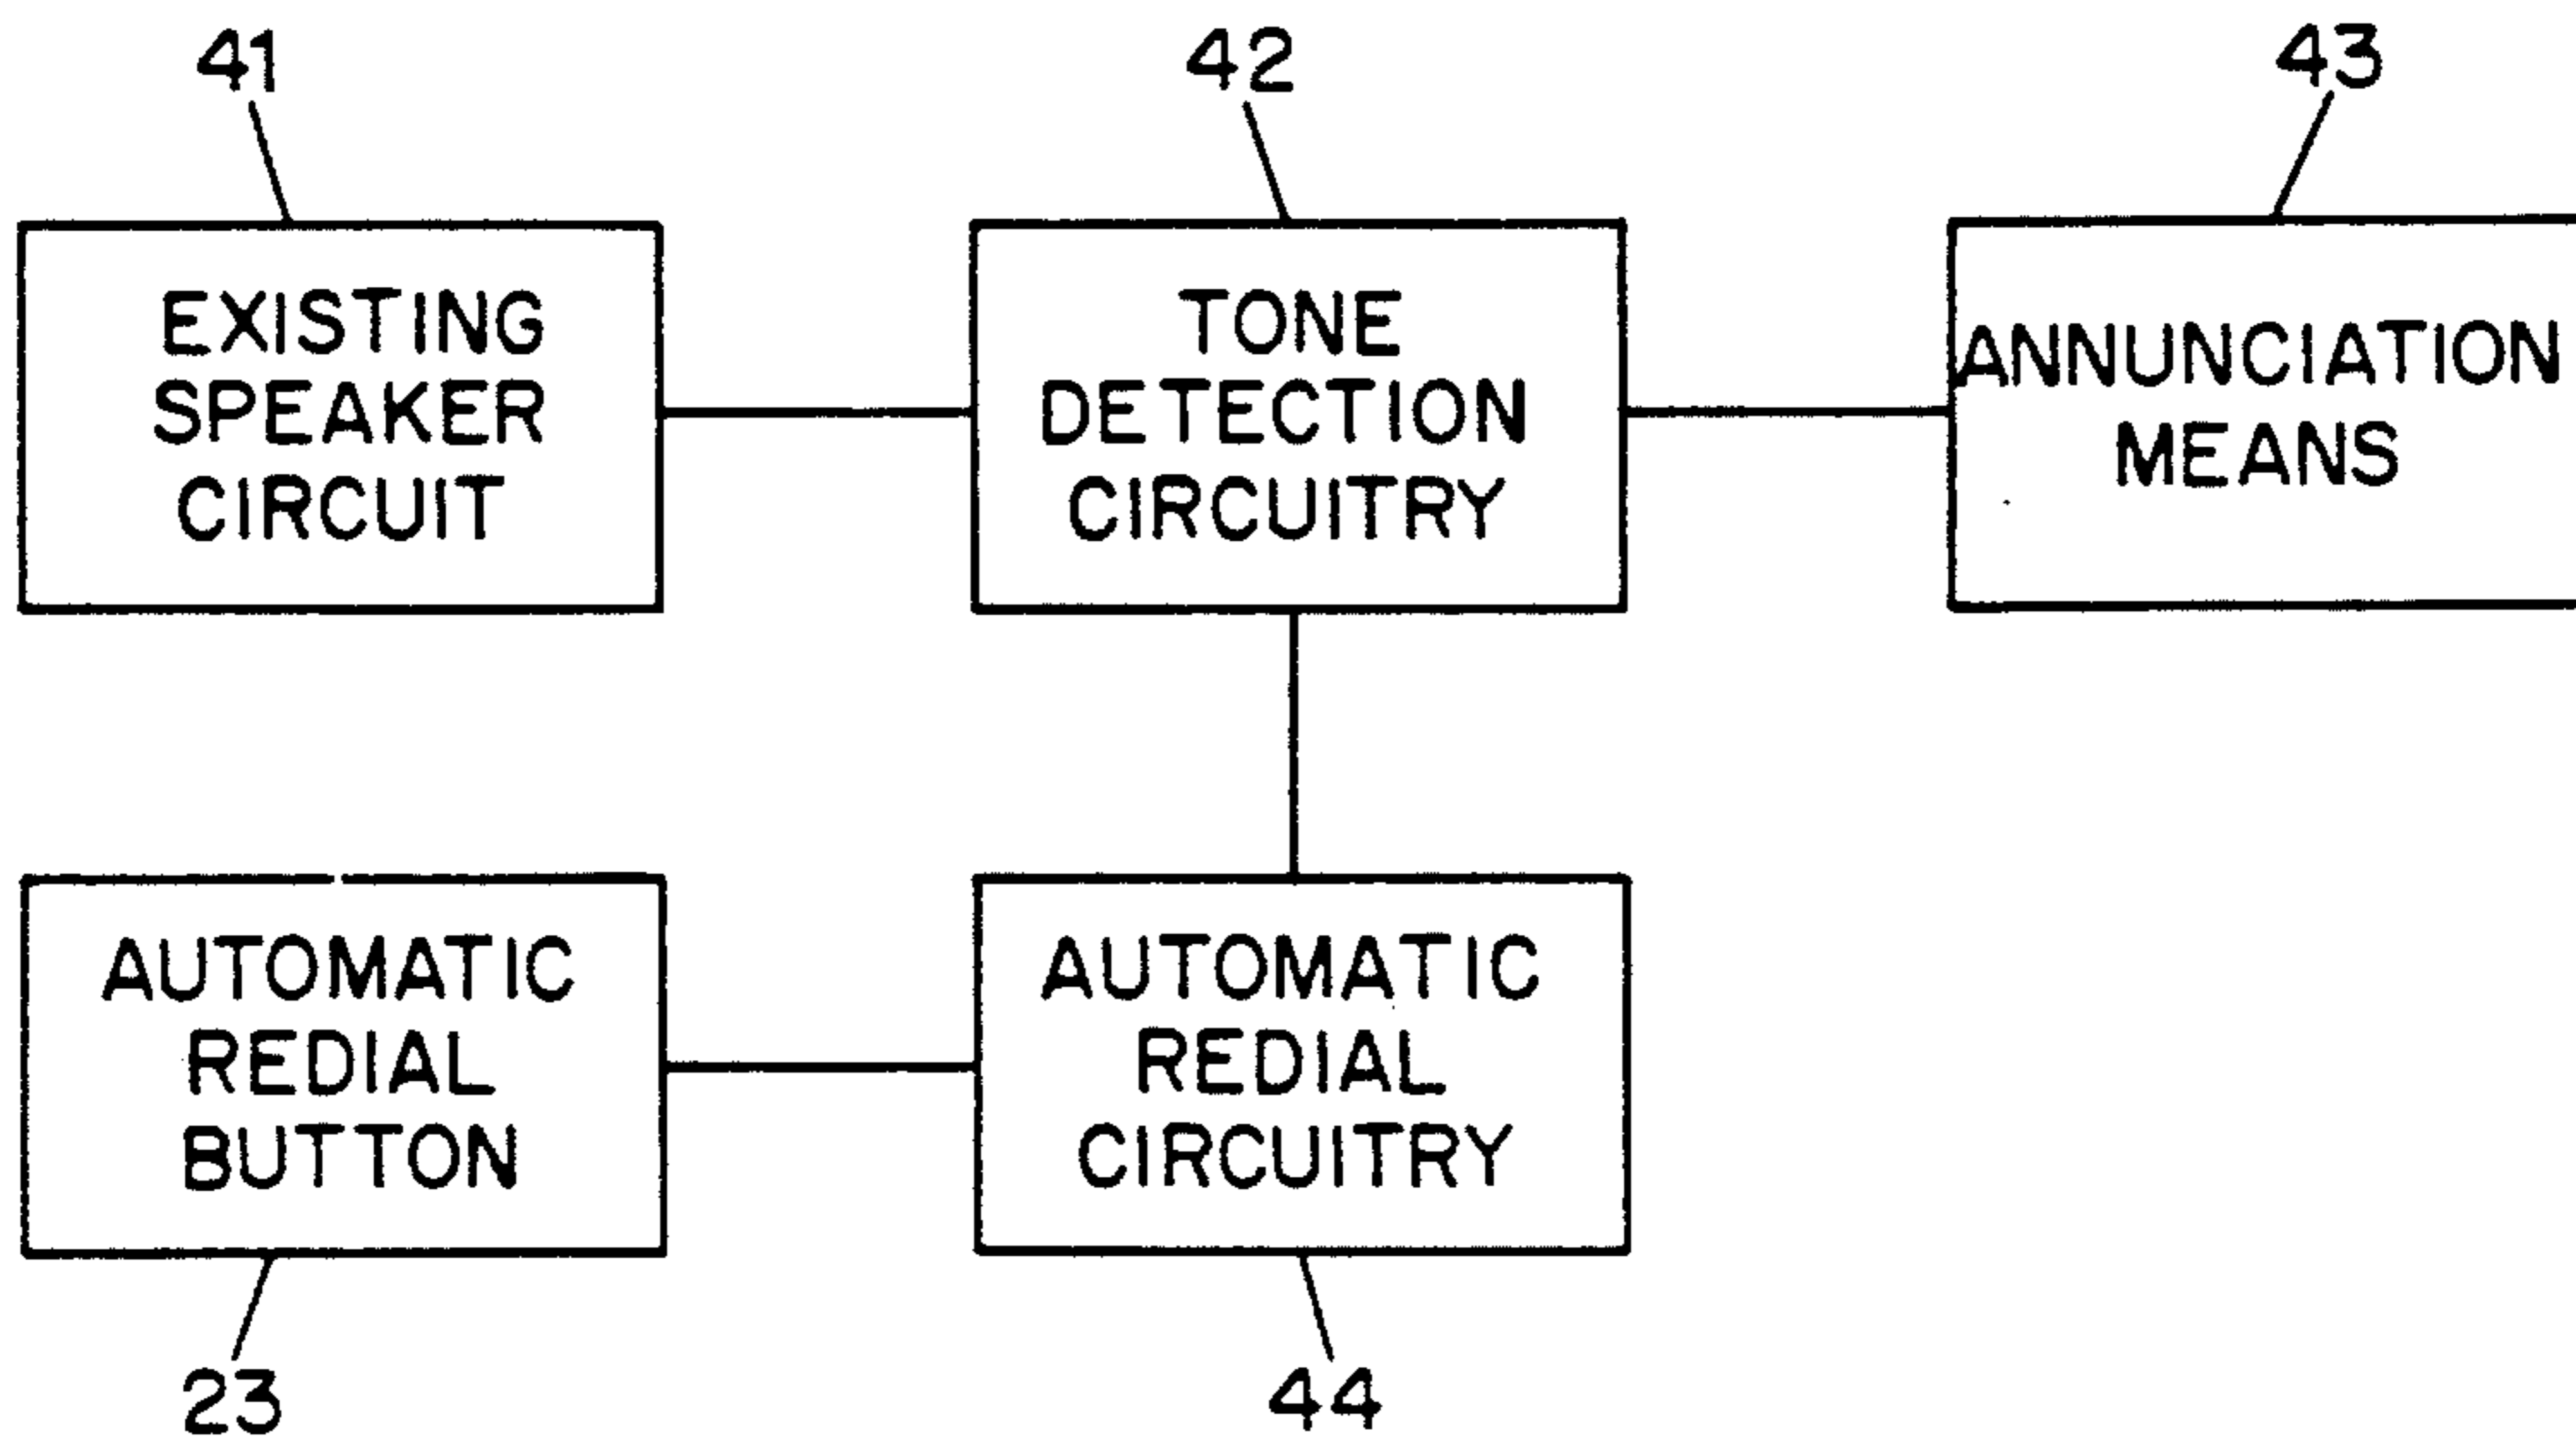 41
42
43
EXISTING
SPEAKER
CIRCUIT
TONE
DETECTION
CIRCUITRY
ANNUNCIATION
MEANS
AUTOMATIC
REDIAL
BUTTON
AUTOMATIC
REDIAL
CIRCUITRY
23
44